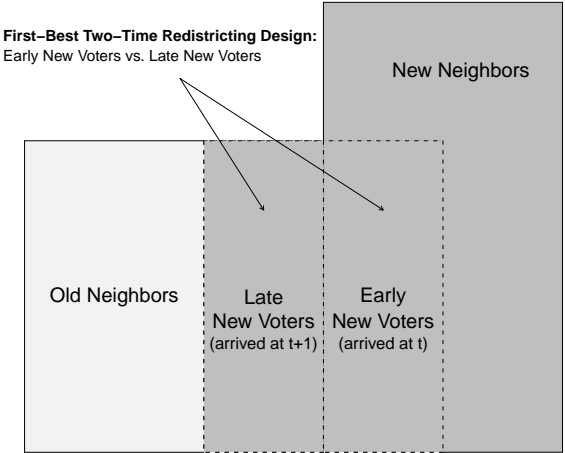 First–Best Two–Time Redistricting Design:
Early New Voters vs. Late New Voters
New Neighbors
Old Neighbors
Late
New Voters
(arrived at t+1)
Early
New Voters
(arrived at t)